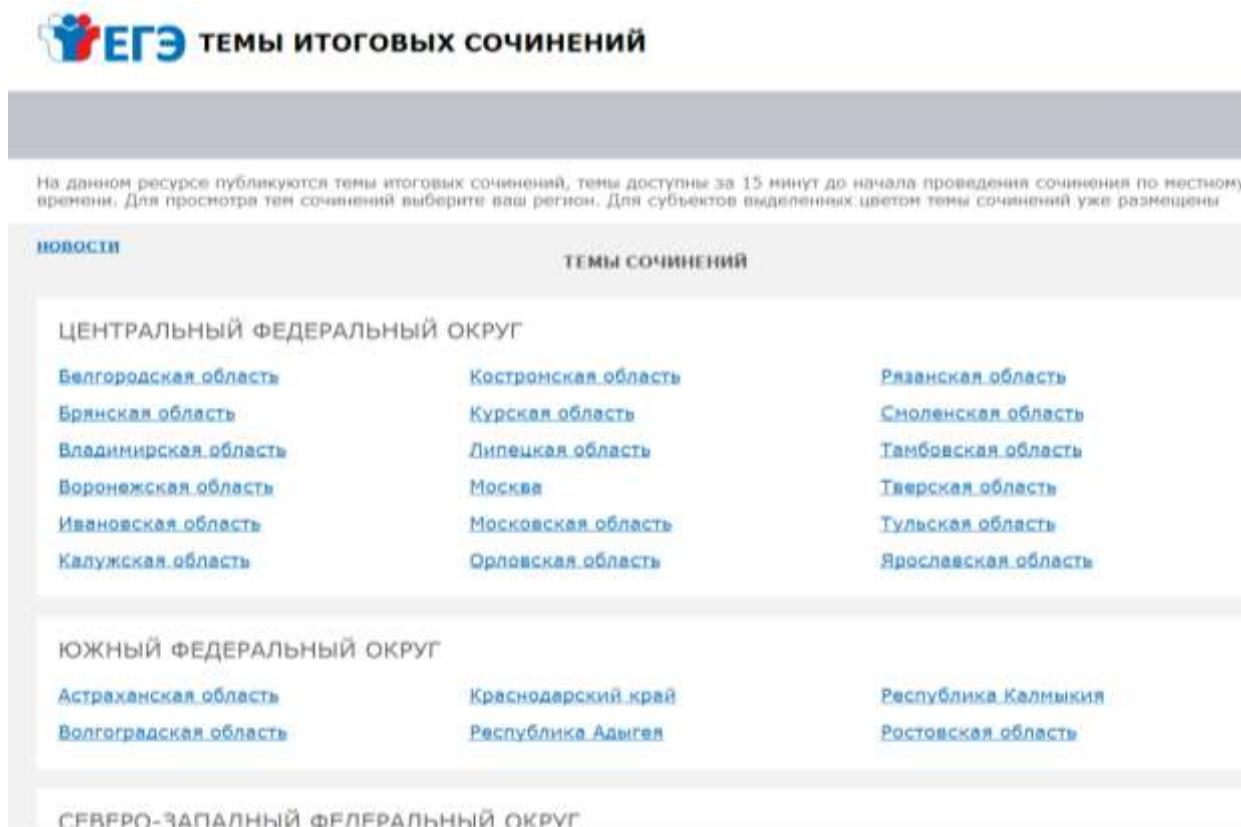 ЕГЭ ТЕМЫ ИТОГОВЫХ СОЧИНЕНИЙ
На данном ресурсе публикуются темы итоговых сочинений, темы доступны за 15 минут до начала проведения сочинения по местному
времени. Для просмотра тем сочинений выберите ваш регион. Для субъектов выделенных цветом темы сочинений уже размещены
НОВОСТИ
ТЕМЫ СОЧИНЕНИЙ
ЦЕНТРАЛЬНЫЙ ФЕДЕРАЛЬНЫЙ ОКРУГ
Белгородская область Костромская область Рязанская область
Брянская область Курская область Смоленская область
Владимирская область Липецкая область Тамбовская область
Воронежская область Москва Тверская область
Ивановская область Московская область Тульская область
Калужская область Орловская область Ярославская область
ЮЖНЫЙ ФЕДЕРАЛЬНЫЙ ОКРУГ
Астраханская область Краснодарский край Республика Калмыкия
Волгоградская область Республика Адыгея Ростовская область
СЕВЕРО-ЗАПАДНЫЙ ФЕДЕРАЛЬНЫЙ ОКРУГ